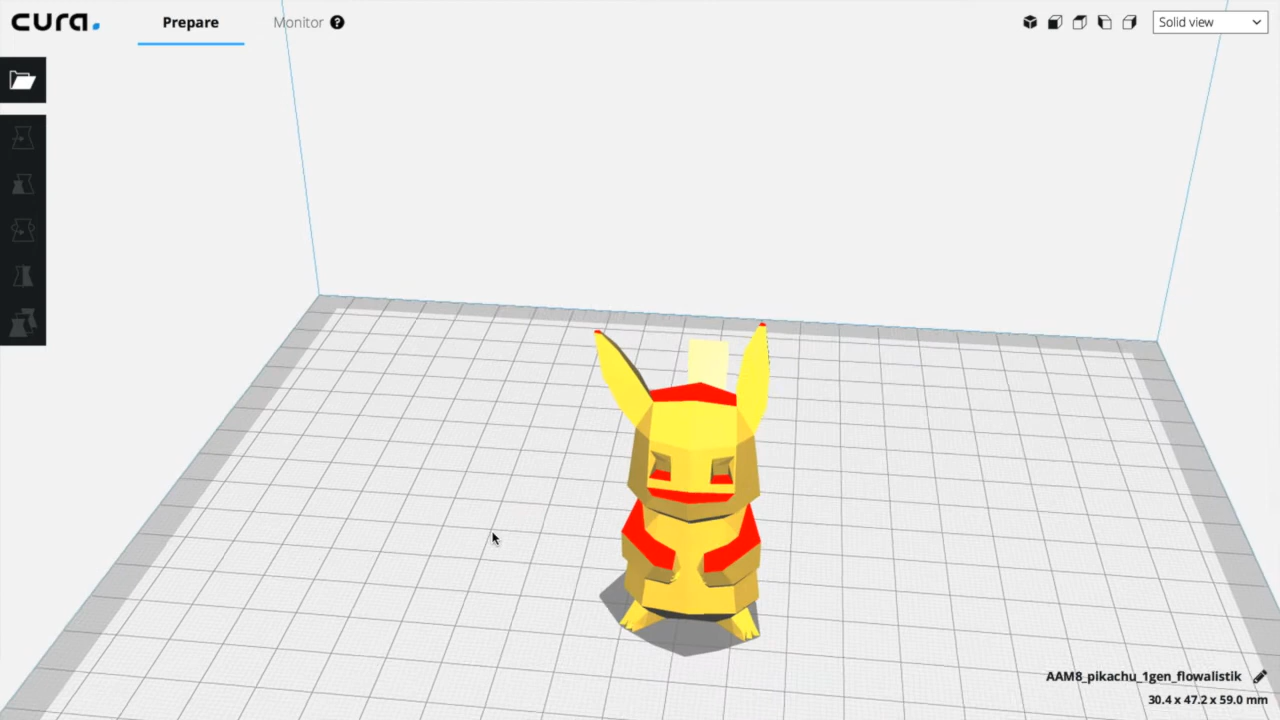 cura.
Prepare
Monitor ?
Solid view
AAM8_pikachu_1gen_flowalistik
30.4 x 47.2 x 59.0 mm